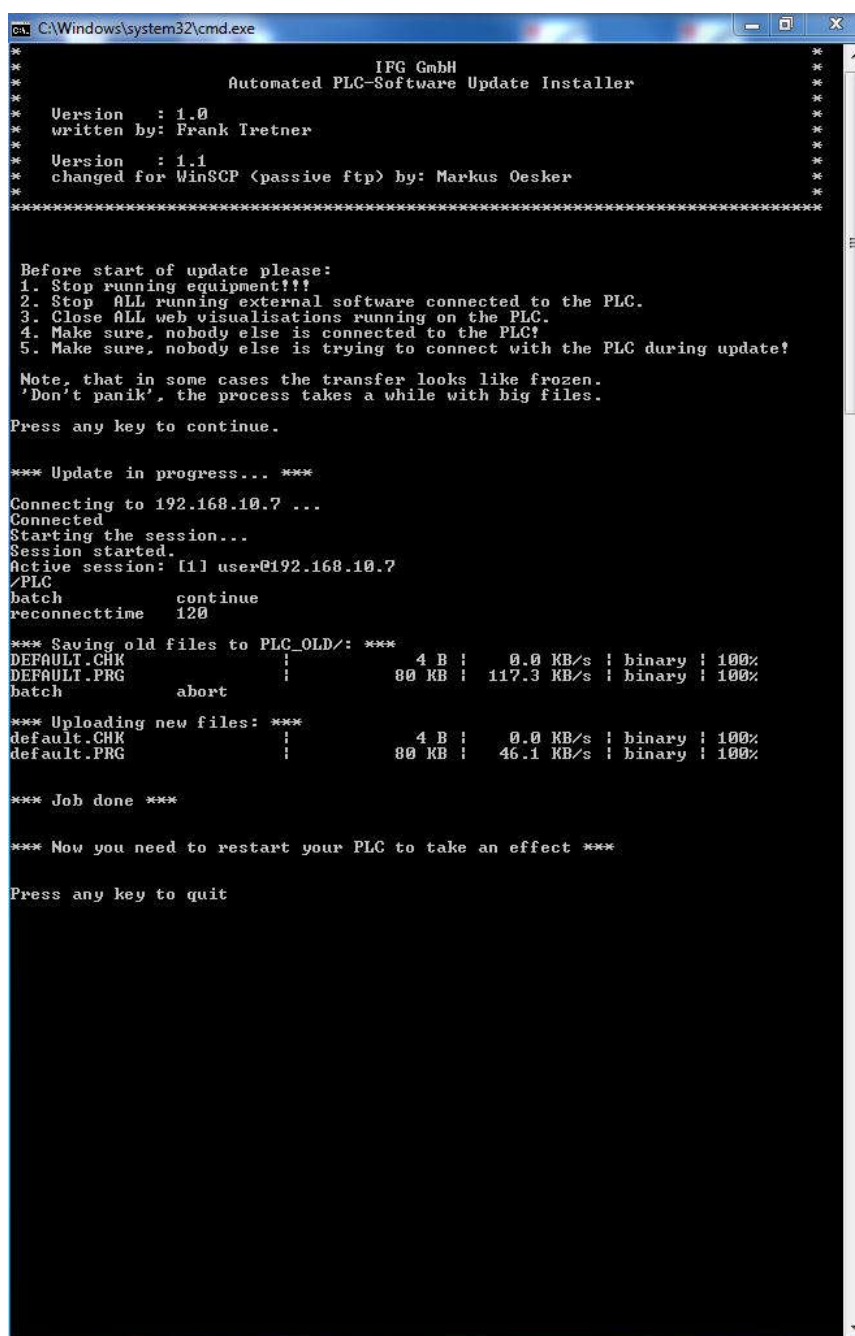 C:\Windows\system32\cmd.exe
* *
* IFG GmbH *
* Automated PLC-Software Update Installer *
* *
* Version : 1.0 *
* written by: Frank Tretner *
* *
* Version : 1.1 *
* changed for WinSCP (passive ftp) by: Markus Oesker *
* *
******************************************************************************
Before start of update please:
1. Stop running equipment!!!
2. Stop  ALL running external software connected to the PLC.
3. Close ALL web visualisations running on the PLC.
4. Make sure, nobody else is connected to the PLC!
5. Make sure, nobody else is trying to connect with the PLC during update!
Note, that in some cases the transfer looks like frozen.
'Don't panik', the process takes a while with big files.
Press any key to continue.
*** Update in progress... ***
Connecting to 192.168.10.7 ...
Connected
Starting the session...
Session started.
Active session: [1] user@192.168.10.7
/PLC
batch continue
reconnecttime 120
*** Saving old files to PLC_OLD/: ***
DEFAULT.CHK ¦ 4 B ¦ 0.0 KB/s ¦ binary ¦ 100%
DEFAULT.PRG ¦ 80 KB ¦ 117.3 KB/s ¦ binary ¦ 100%
batch abort
*** Uploading new files: ***
default.CHK ¦ 4 B ¦ 0.0 KB/s ¦ binary ¦ 100%
default.PRG ¦ 80 KB ¦ 46.1 KB/s ¦ binary ¦ 100%
*** Job done ***
*** Now you need to restart your PLC to take an effect ***
Press any key to quit